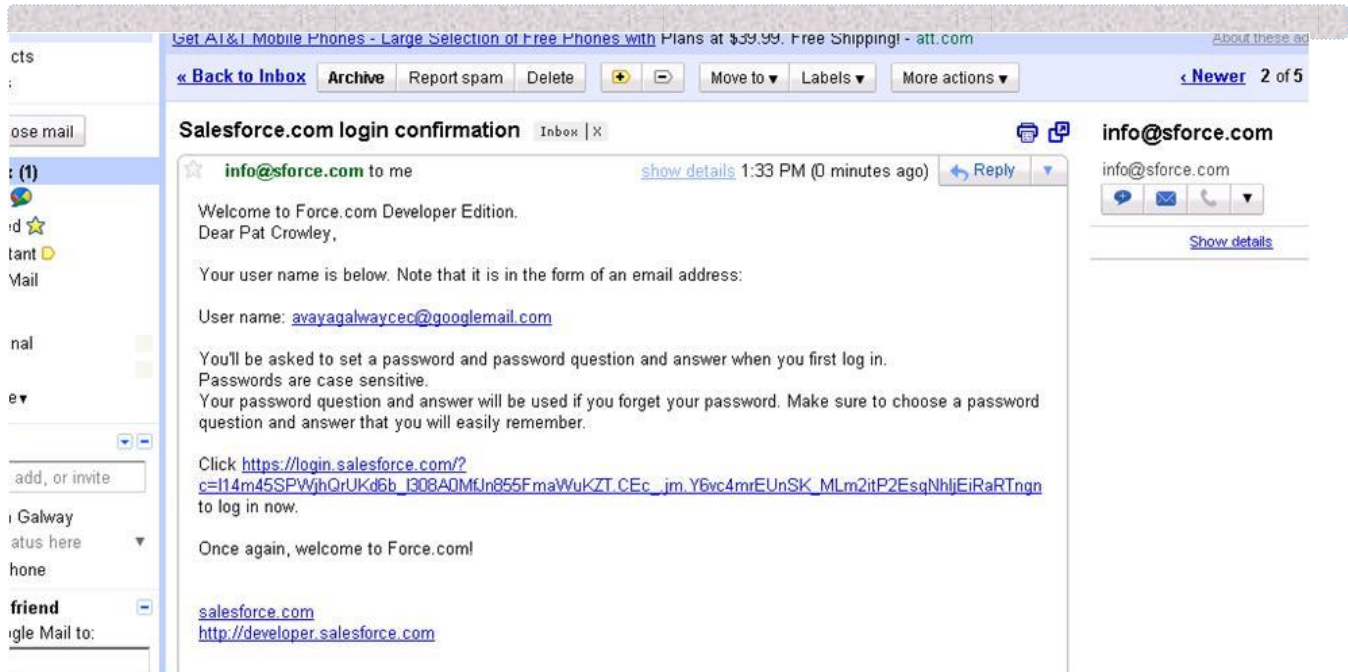 Get AT&T Mobile Phones - Large Selection of Free Phones with Plans at $39.99. Free Shipping! - att.com About these ad
cts
« Back to Inbox Archive Report spam Delete Move to Labels More actions ‹ Newer 2 of 5
ose mail
Salesforce.com login confirmation Inbox | X
info@sforce.com
(1)
info@sforce.com to me show details 1:33 PM (0 minutes ago) Reply
info@sforce.com
Show details
Welcome to Force.com Developer Edition.
Dear Pat Crowley,
Your user name is below. Note that it is in the form of an email address:
User name: avayagalwaycec@googlemail.com
You'll be asked to set a password and password question and answer when you first log in.
Passwords are case sensitive.
Your password question and answer will be used if you forget your password. Make sure to choose a password
question and answer that you will easily remember.
Click https://login.salesforce.com/?
to log in now.
Once again, welcome to Force.com!
salesforce.com
http://developer.salesforce.com
ed
tant
Mail
nal
e
add, or invite
Galway
atus here
hone
friend
gle Mail to: